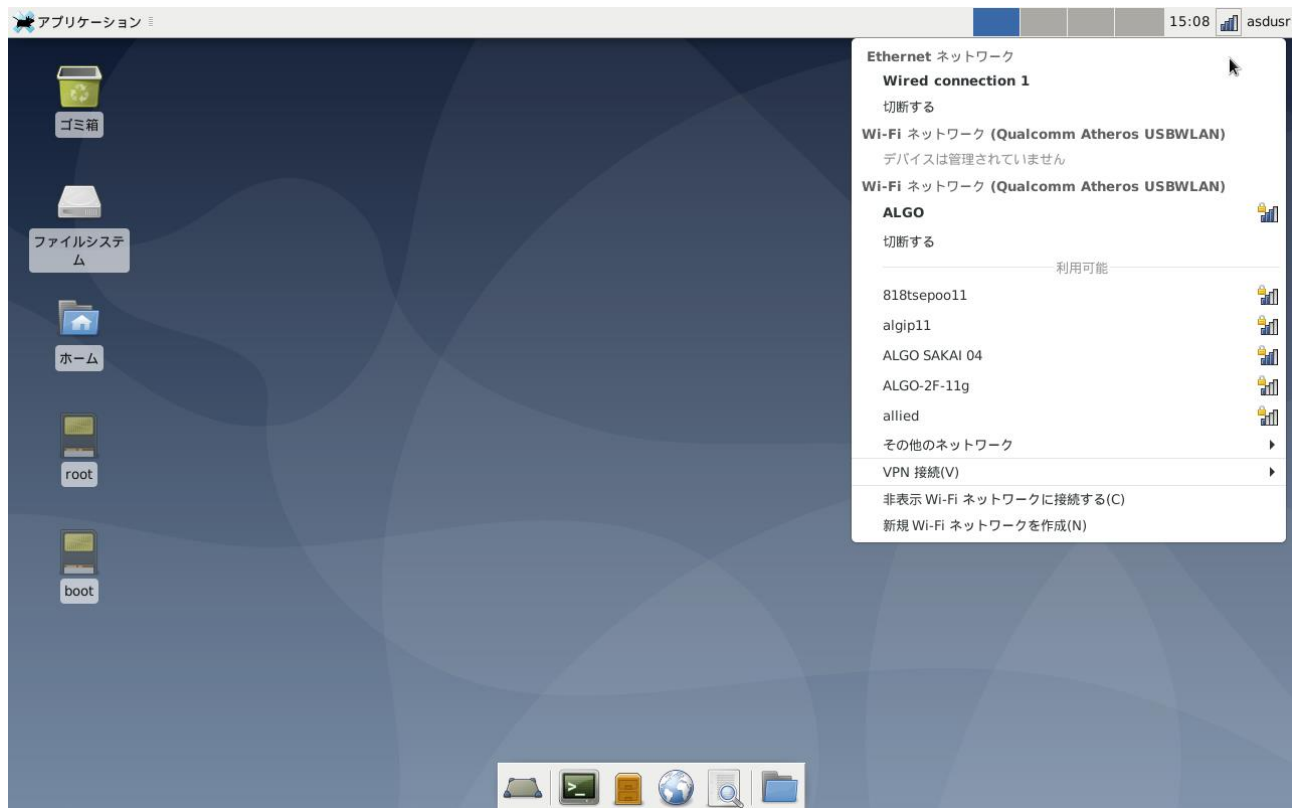 アプリケーション
15:08
asdusr
ゴミ箱
ファイルシステ
ム
ホーム
root
boot
Ethernet ネットワーク
Wired connection 1
切断する
Wi-Fi ネットワーク (Qualcomm Atheros USBWLAN)
デバイスは管理されていません
Wi-Fi ネットワーク (Qualcomm Atheros USBWLAN)
ALGO
切断する
利用可能
818tsepoo11
algip11
ALGO SAKAI 04
ALGO-2F-11g
allied
その他のネットワーク
VPN 接続(V)
非表示 Wi-Fi ネットワークに接続する(C)
新規 Wi-Fi ネットワークを作成(N)